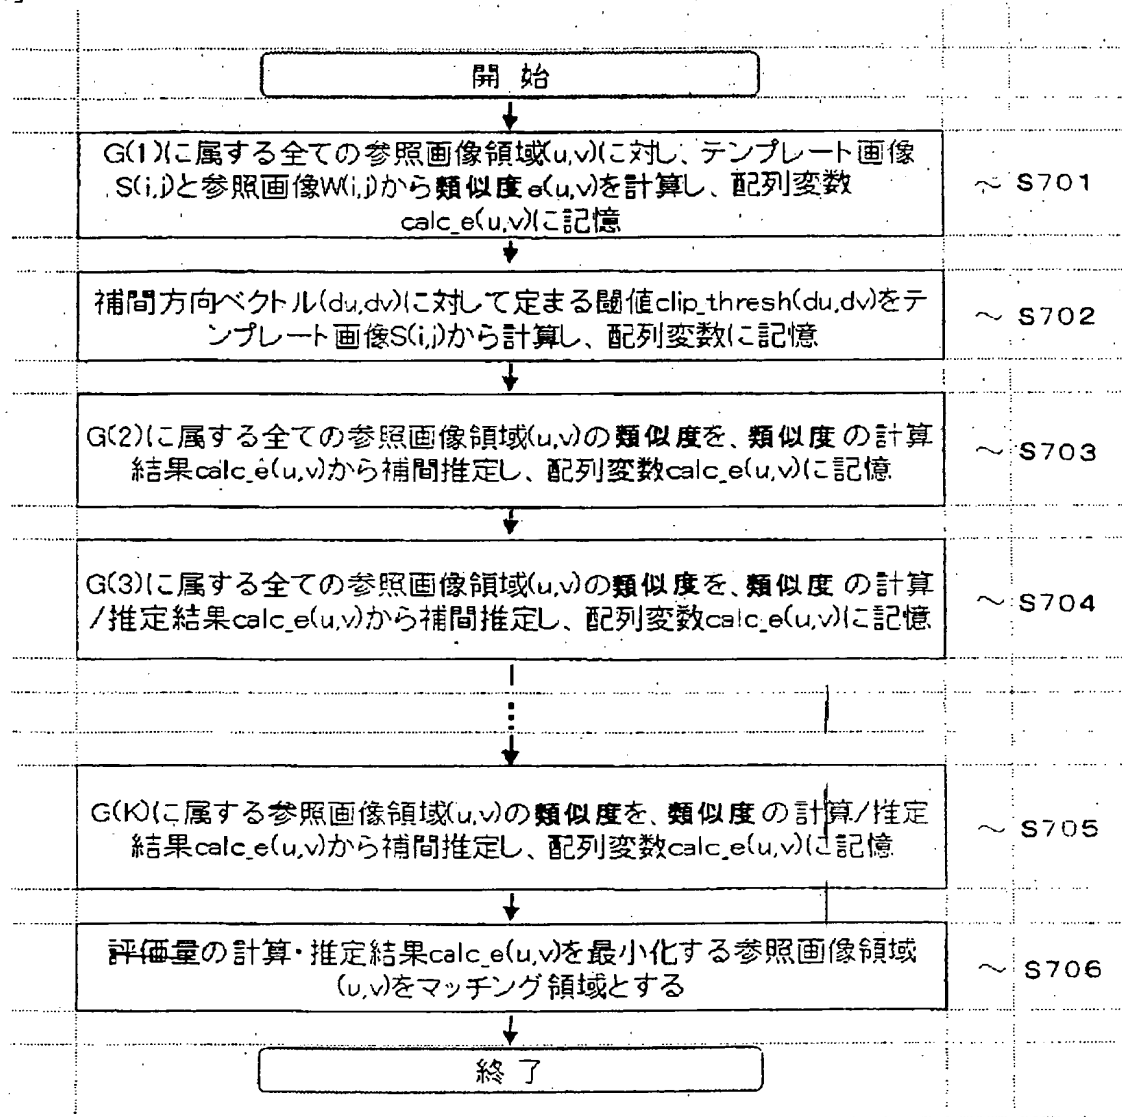 開 始
G(1)に属する全ての参照画像領域(u,v)に対し、テンプレート画像
S(i,j)と参照画像W(i,j)から類似度e(u,v)を計算し、配列変数
calc_e(u,v)に記憶
～ S701
補間方向ベクトル(du,dv)に対して定まる閾値clip_thresh(du,dv)をテ
ンプレート画像S(i,j)から計算し、配列変数に記憶
～ S702
G(2)に属する全ての参照画像領域(u,v)の類似度を、類似度の計算
結果calc_e(u,v)から補間推定し、配列変数calc_e(u,v)に記憶
～ S703
G(3)に属する全ての参照画像領域(u,v)の類似度を、類似度 の計算
/推定結果calc_e(u,v)から補間推定し、配列変数calc_e(u,v)に記憶
～ S704
G(K)に属する参照画像領域(u,v)の類似度を、類似度の計算/推定
結果calc_e(u,v)から補間推定し、配列変数calc_e(u,v)に記憶
～ S705
評価量の計算・推定結果calc_e(u,v)を最小化する参照画像領域
(u,v)をマッチング領域とする
～ S706
終 了